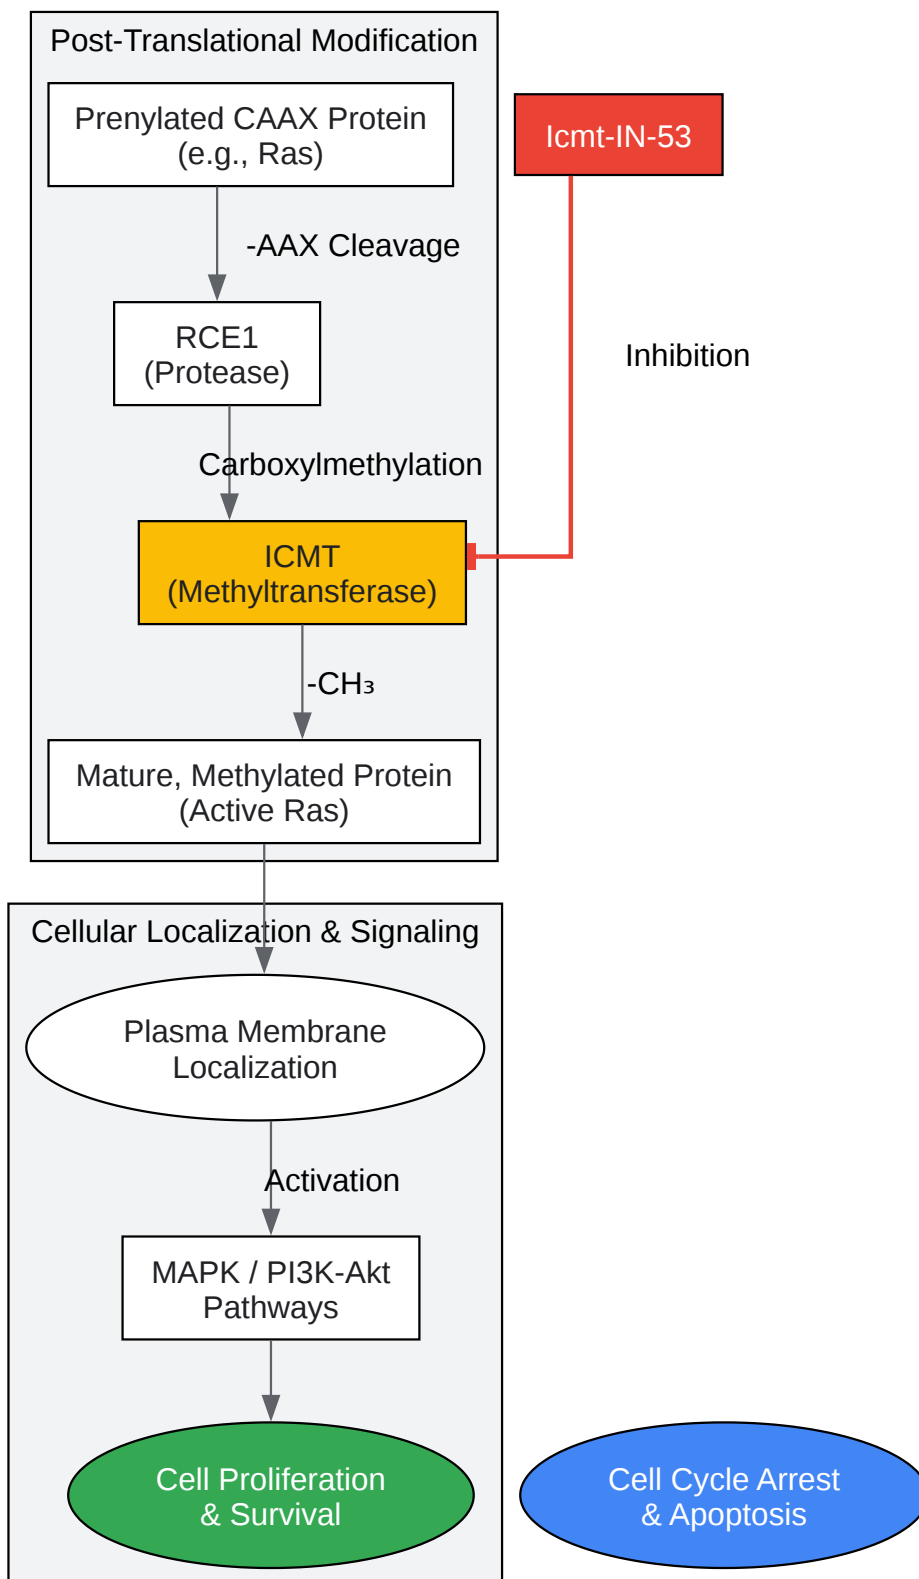 Post-Translational Modification
Prenylated CAAX Protein
(e.g., Ras)
Icmt-IN-53
-AAX Cleavage
RCE1
(Protease)
Inhibition
Carboxylmethylation
ICMT
(Methyltransferase)
-CH₃
Mature, Methylated Protein
(Active Ras)
Cellular Localization & Signaling
Plasma Membrane
Localization
Activation
MAPK / PI3K-Akt
Pathways
Cell Proliferation
& Survival
Cell Cycle Arrest
& Apoptosis